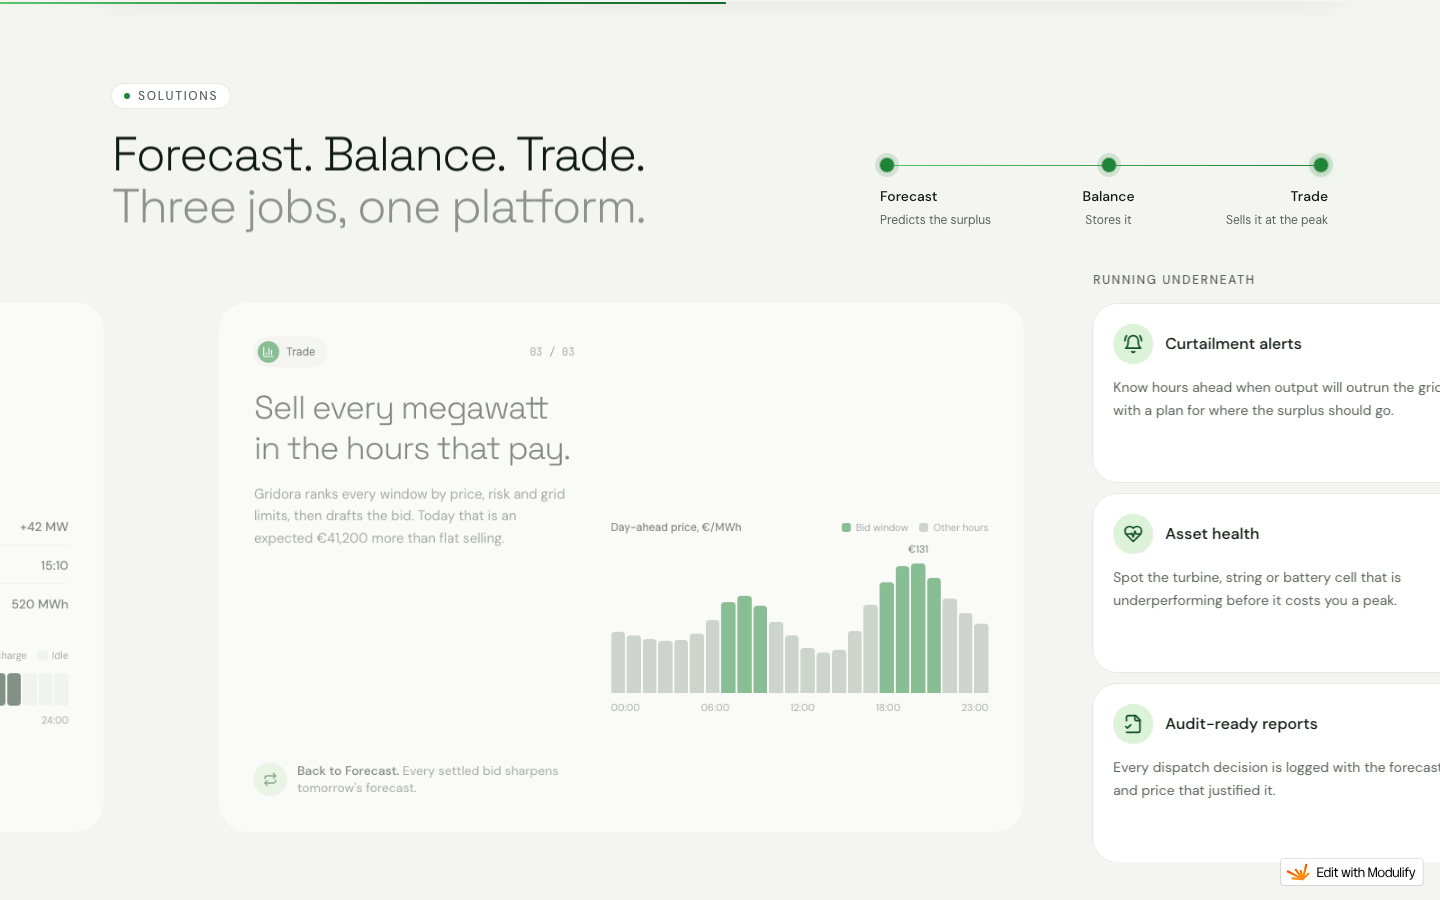 SOLUTIONS
Forecast. Balance. Trade.
Three jobs, one platform.
Forecast
Predicts the surplus
Balance
Stores it
Trade
Sells it at the peak
+42 MW
15:10
520 MWh
harge
Idle
24:00
Trade
03 / 03
Sell every megawatt
in the hours that pay.
Gridora ranks every window by price, risk and grid
limits, then drafts the bid. Today that is an
expected €41,200 more than flat selling.
Day-ahead price, €/MWh
Bid window
Other hours
€131
00:00
06:00
12:00
18:00
23:00
Back to Forecast. Every settled bid sharpens
tomorrow's forecast.
RUNNING UNDERNEATH
Curtailment alerts
Know hours ahead when output will outrun the grid
with a plan for where the surplus should go.
Asset health
Spot the turbine, string or battery cell that is
underperforming before it costs you a peak.
Audit-ready reports
Every dispatch decision is logged with the forecast
and price that justified it.
Edit with Modulify